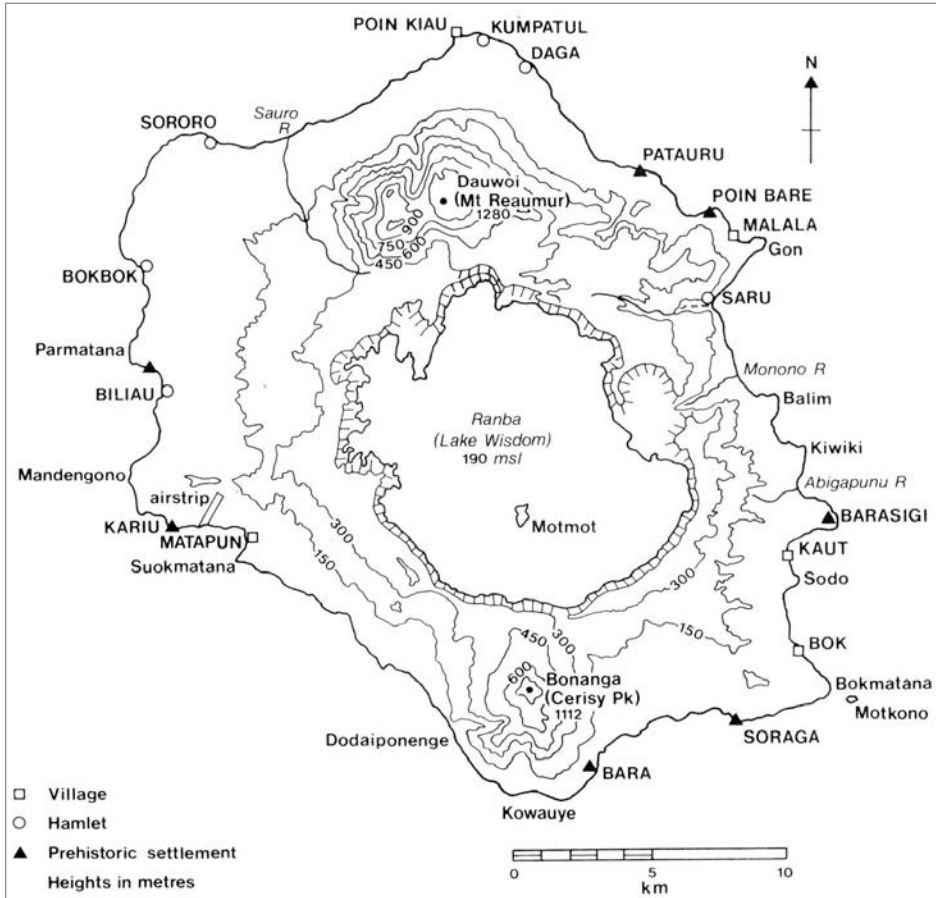 POIN KIAU
KUMPATUL
DAGA
N
Sauro
R
SORORO
PATAURU
Dauwoi
(Mt Reaumur)
1280
POIN BARE
MALALA
Gon
900
750
600
450
BOKBOK
SARU
Parmatana
Monono R
BILIAU
Balim
Ranba
(Lake Wisdom)
190 msl
Kiwiki
Mandengono
Abigapunu R
airstrip
Motmot
BARASIGI
KARIU
MATAPUN
KAUT
Suokmatana
300
150
Sodo
300
450
300
150
BOK
600
Bonanga
(Cerisy Pk)
1112
Bokmatana
Motkono
Dodaiponenge
SORAGA
BARA
Kowauye
Village
Hamlet
Prehistoric settlement
Heights in metres
0 5 10
km